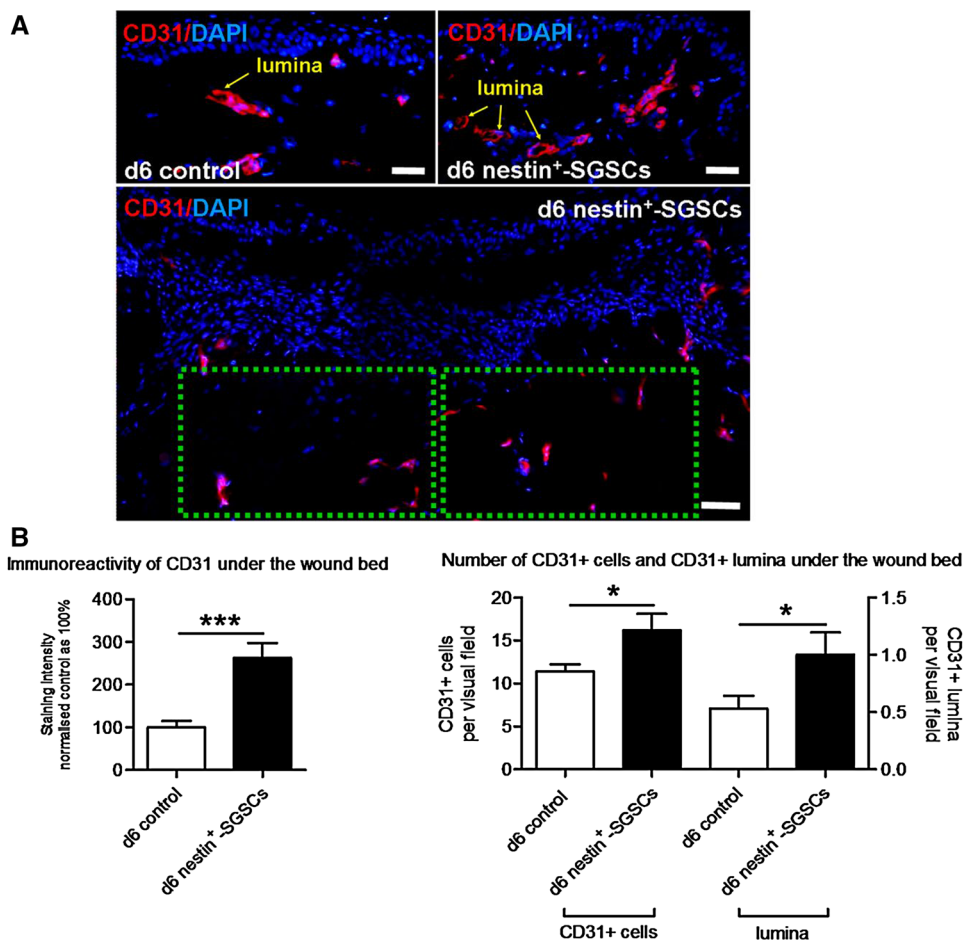 A
CD31/DAPI
lumina
d6 control
CD31/DAPI
lumina
d6 nestin⁺-SGSCs
CD31/DAPI
d6 nestin⁺-SGSCs
B
Immunoreactivity of CD31 under the wound bed
Staining Intensity
normalised control as 100%
400
300
200
100
0
***
d6 control
d6 nestin⁺-SGSCs
Number of CD31+ cells and CD31+ lumina under the wound bed
CD31+ cells
per visual field
20
15
10
5
0
*
*
1.5
1.0
0.5
0.0
CD31+ lumina
per visual field
d6 control
d6 nestin⁺-SGSCs
d6 control
d6 nestin⁺-SGSCs
CD31+ cells
lumina